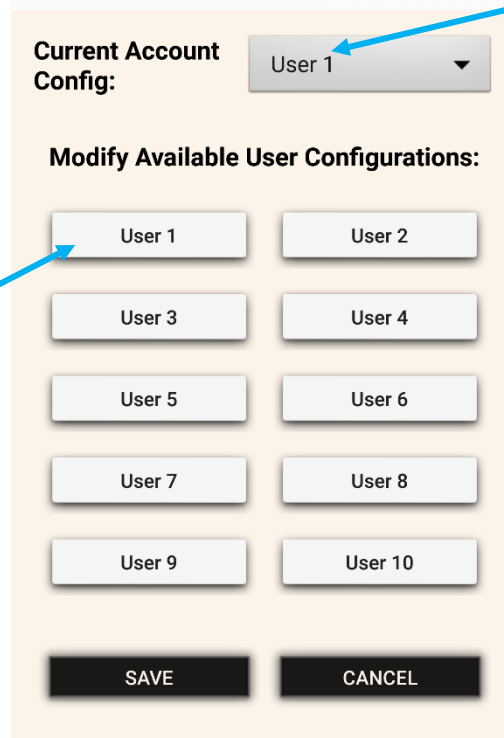 Current Account
Config:
User 1
Modify Available User Configurations:
User 1
User 2
User 3
User 4
User 5
User 6
User 7
User 8
User 9
User 10
SAVE
CANCEL